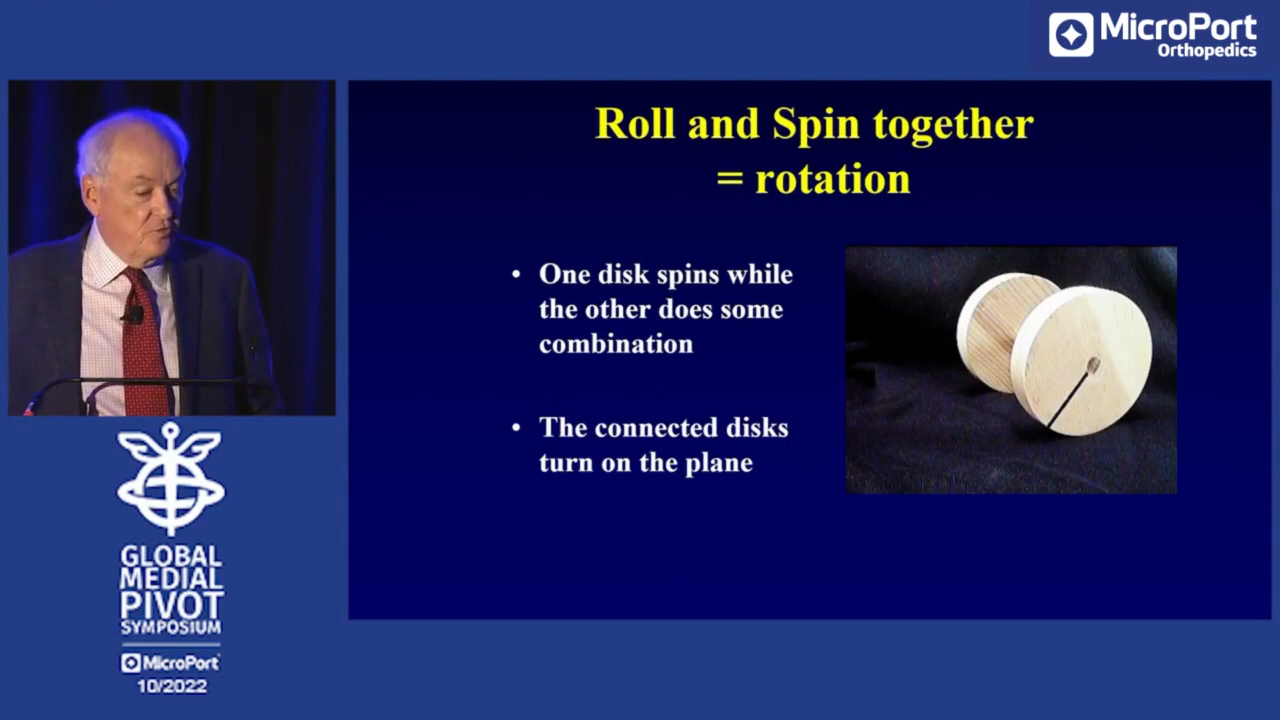 MicroPort
Orthopedics
Roll and Spin together
= rotation
• One disk spins while
the other does some
combination
• The connected disks
turn on the plane
GLOBAL
MEDIAL
PIVOT
SYMPOSIUM
MicroPort
10/2022